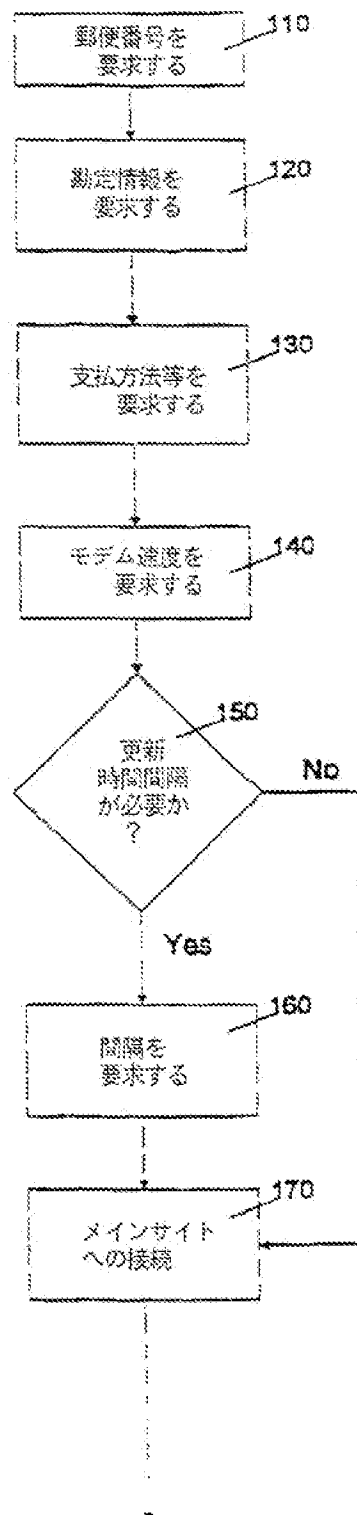 郵便番号を
要求する
110
勘定情報を
要求する
120
支払方法等を
要求する
130
モデム速度を
要求する
140
更新
時間間隔
が必要か
?
150
No
Yes
間隔を
要求する
160
メインサイト
への接続
170